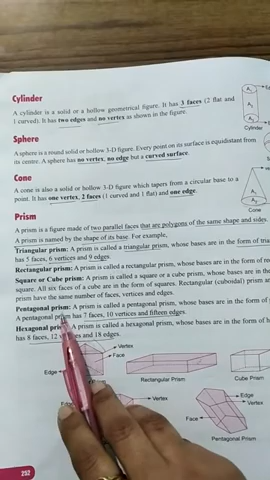 Cylinder
A cylinder is a solid or a hollow geometrical figure. It has 3 faces (2 flat and
1 curved). It has two edges and no vertex as shown in the figure.
Cylinder
Sphere
A sphere is a round solid or hollow 3-D figure. Every point on its surface is equidistant from
its centre. A sphere has no vertex, no edge but a curved surface.
Cone
A cone is also a solid or hollow 3-D figure which tapers from a circular base to a
point. It has one vertex, 2 faces (1 curved and 1 flat) and one edge.
Cone
Prism
A prism is a figure made of two parallel faces that are polygons of the same shape and sides.
A prism is named by the shape of its base. For example,
Triangular prism: A prism is called a triangular prism, whose bases are in the form of
has 5 faces, 6 vertices and 9 edges.
Rectangular prism: A prism is called a rectangular prism, whose bases are in the form of
Square or Cube prism: A prism is called a square or a cube prism, whose bases are in the
square. All six faces of a cube are in the form of squares. Rectangular (cuboidal) prism
prism have the same number of faces, vertices and edges.
Pentagonal prism: A prism is called a pentagonal prism, whose bases are in the form of
A pentagonal prism has 7 faces, 10 vertices and fifteen edges.
Hexagonal prism: A prism is called a hexagonal prism, whose bases are in the form of
has 8 faces, 12 vertices and 18 edges.
Vertex
Face
Edge
Rectangular Prism
Cube Prism
Vertex
Edge
Vertex
Face
Pentagonal Prism
252